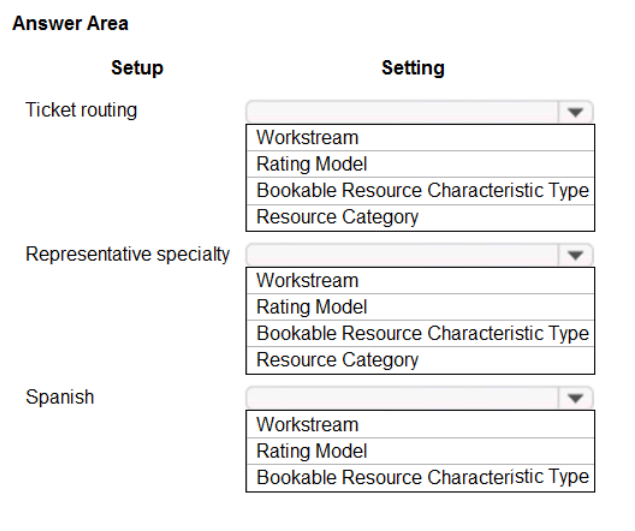 Answer Area
Setup Setting
Ticket routing
Workstream
Rating Model
Bookable Resource Characteristic Type
Resource Category
Representative specialty
Workstream
Rating Model
Bookable Resource Characteristic Type
Resource Category
Spanish
Workstream
Rating Model
Bookable Resource Characteristic Type